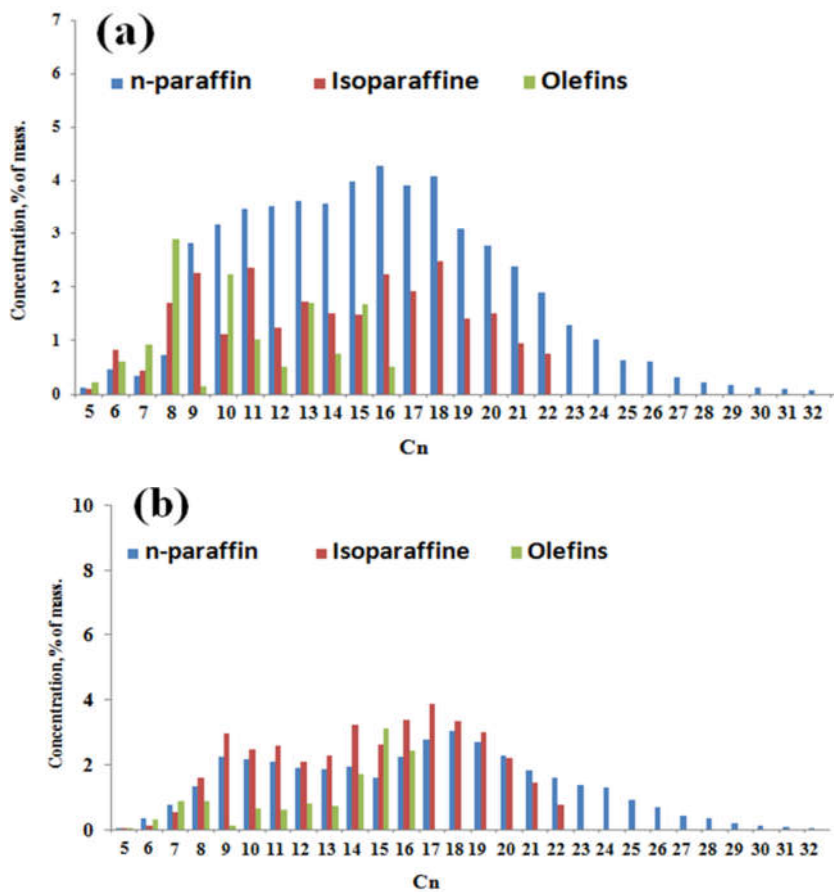 (a)
7
n-paraffin Isoparaffine Olefins
6
5
4
3
2
1
0
Concentration,% of mass.
5 6 7 8 9 10 11 12 13 14 15 16 17 18 19 20 21 22 23 24 25 26 27 28 29 30 31 32
Cn
(b)
10
n-paraffin Isoparaffine Olefins
8
6
4
2
0
Concentration,% of mass.
5 6 7 8 9 10 11 12 13 14 15 16 17 18 19 20 21 22 23 24 25 26 27 28 29 30 31 32
Cn